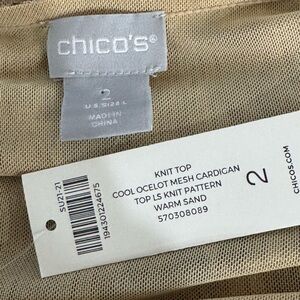 chico's®
2
U.S. SIZE L
MADE IN
CHINA
SU21-21
194301224675
KNIT TOP
COOL OCELOT MESH CARDIGAN
TOP LS KNIT PATTERN
WARM SAND
570308089
2
CHICOS.COM